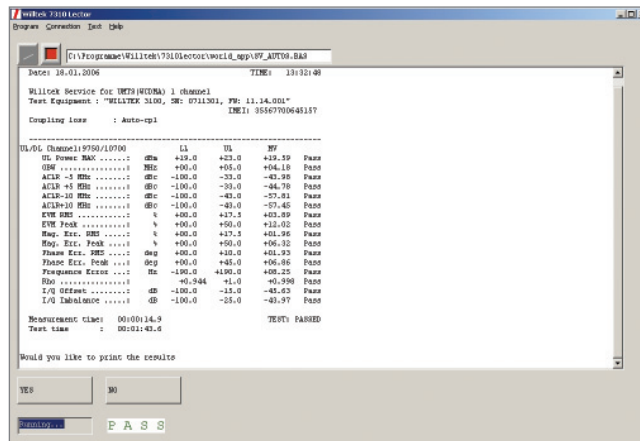 Willtek 7310 Lector
Program Connection Test Help
C:\Programme\Willtek\7310lector\world_app\SV_AUTOS.BAS
Date: 18.01.2006 TIME: 13:32:48
Willtek Service for UMTS(WCDMA) 1 channel
Test Equipment : "WILLTEK 3100, SN: 0711301, FW: 11.14.001"
IMEI: 35567700645157
Coupling loss : Auto-cpl
UL/DL Channel:9750/10700 LL UL MV
UL Power MAX ......: dBm +19.0 +23.0 +19.59 Pass
OBW ...............: MHz +00.0 +05.0 +04.18 Pass
ACLR -5 MHz .......: dBc -100.0 -33.0 -43.98 Pass
ACLR +5 MHz .......: dBc -100.0 -33.0 -44.78 Pass
ACLR-10 MHz .......: dBc -100.0 -43.0 -57.81 Pass
ACLR+10 MHz .......: dBc -100.0 -43.0 -57.45 Pass
EVM RMS ...........: % +00.0 +17.5 +03.89 Pass
EVM Peak ..........: % +00.0 +50.0 +12.02 Pass
Mag. Err. RMS .....: % +00.0 +17.5 +01.96 Pass
Mag. Err. Peak ....: % +00.0 +50.0 +06.32 Pass
Phase Err. RMS ....: deg +00.0 +10.0 +01.93 Pass
Phase Err. Peak ...: deg +00.0 +45.0 +06.86 Pass
Frequence Error ...: Hz -190.0 +190.0 +08.25 Pass
Rho ...............: +0.944 +1.0 +0.998 Pass
I/Q Offset ........: dB -100.0 -15.0 -45.63 Pass
I/Q Imbalance .....: dB -100.0 -25.0 -43.97 Pass
Measurement time: 00:00:14.9 TEST: PASSED
Test time : 00:01:43.6
Would you like to print the results
YES NO
Running... PASS